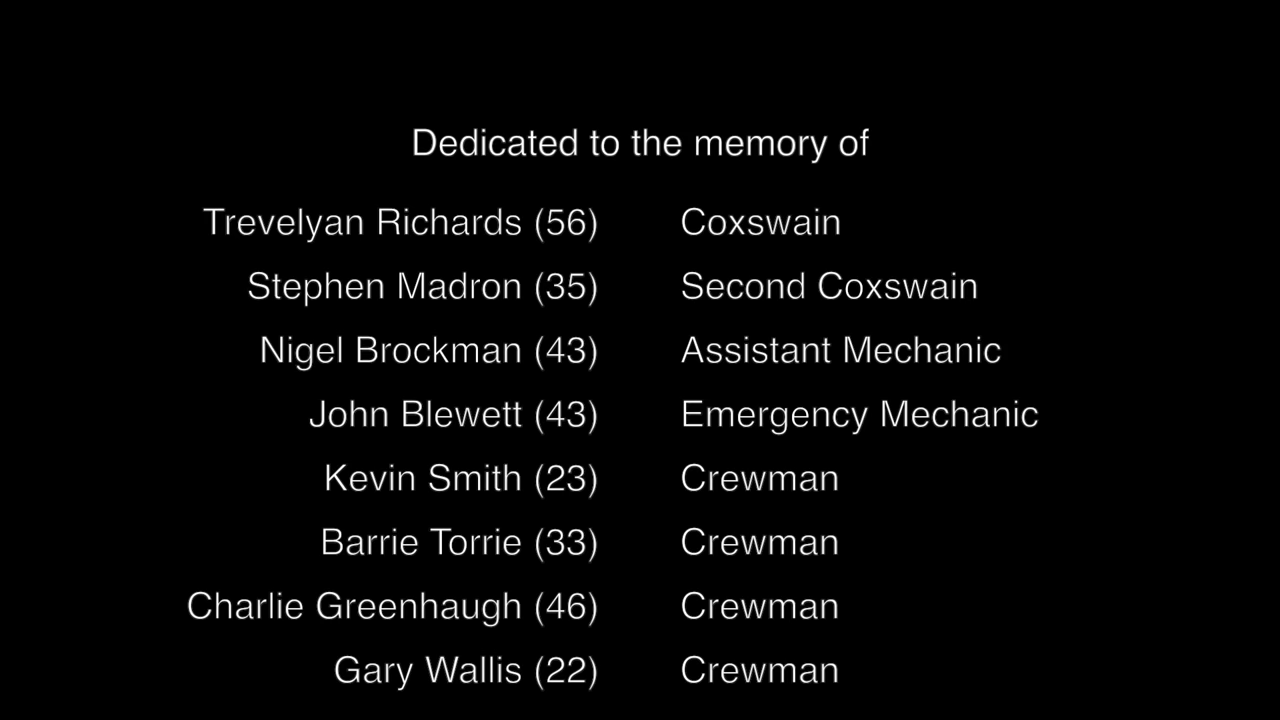 Dedicated to the memory of
Trevelyan Richards (56) Coxswain
Stephen Madron (35) Second Coxswain
Nigel Brockman (43) Assistant Mechanic
John Blewett (43) Emergency Mechanic
Kevin Smith (23) Crewman
Barrie Torrie (33) Crewman
Charlie Greenhaugh (46) Crewman
Gary Wallis (22) Crewman